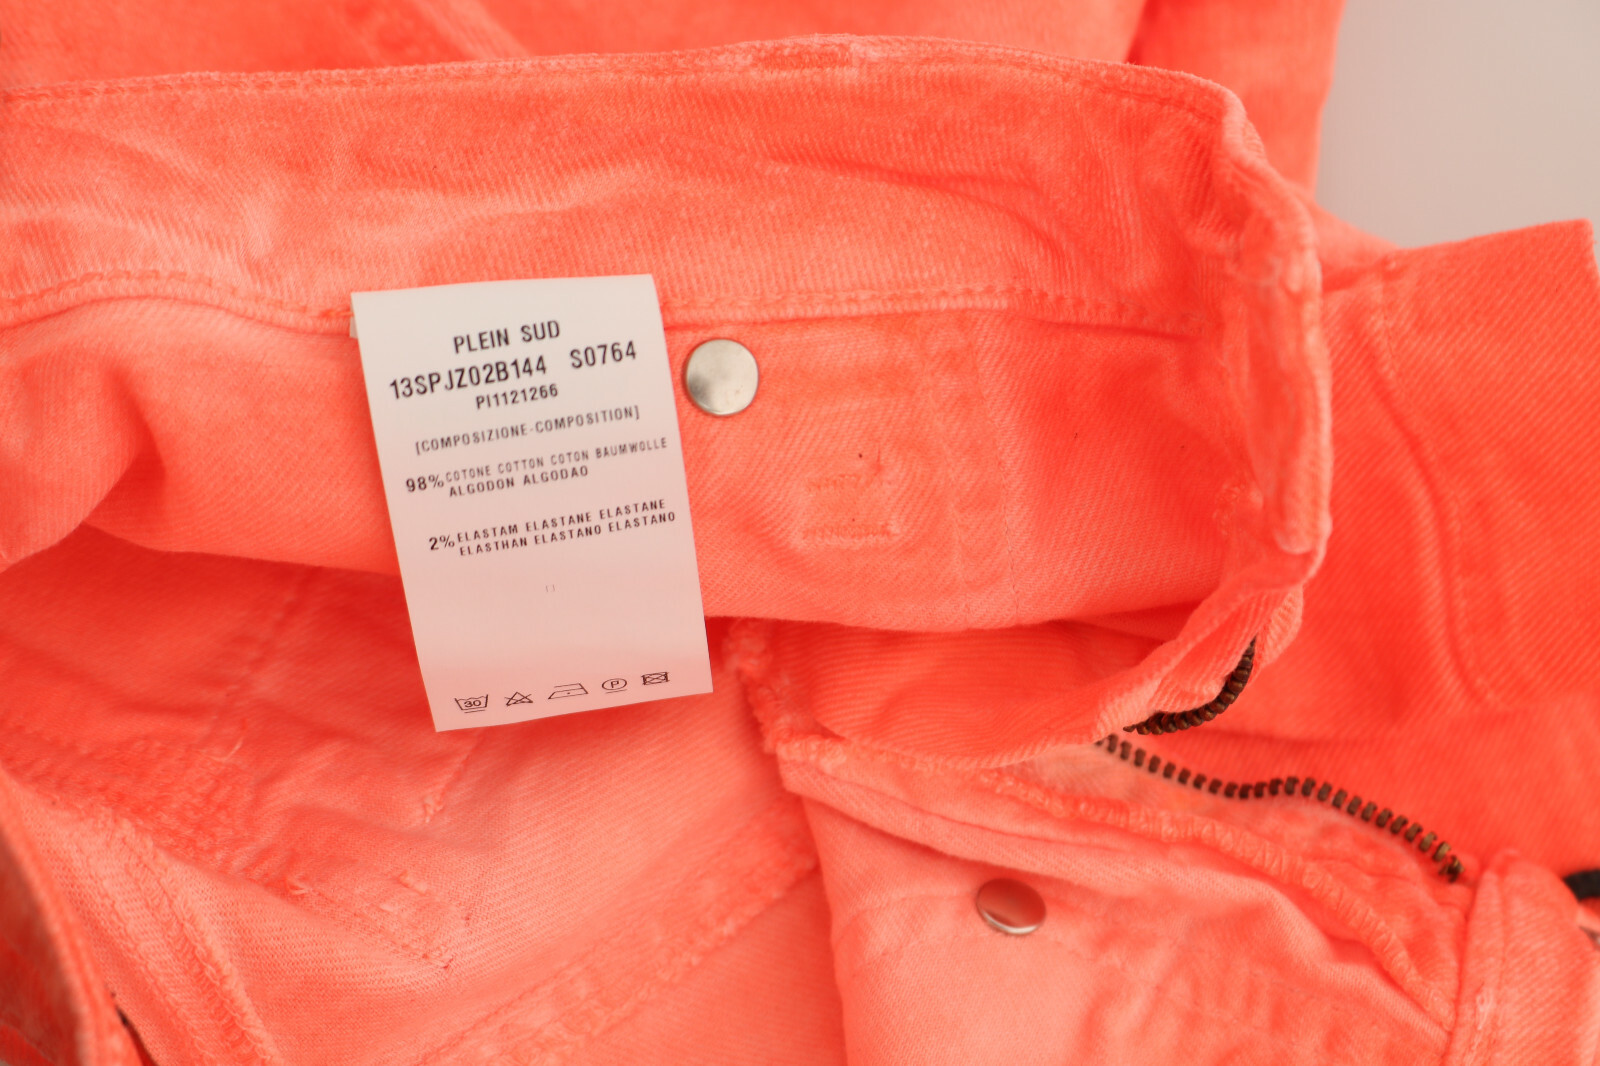 PLEIN SUD
13SPJZ02B144 S0764
PI1121266
[COMPOSIZIONE-COMPOSITION]
98% COTONE COTTON COTON BAUMWOLLE
ALGODON ALGODAO
2% ELASTAM ELASTANE ELASTANE
ELASTHAN ELASTANO ELASTANO
()
30 P